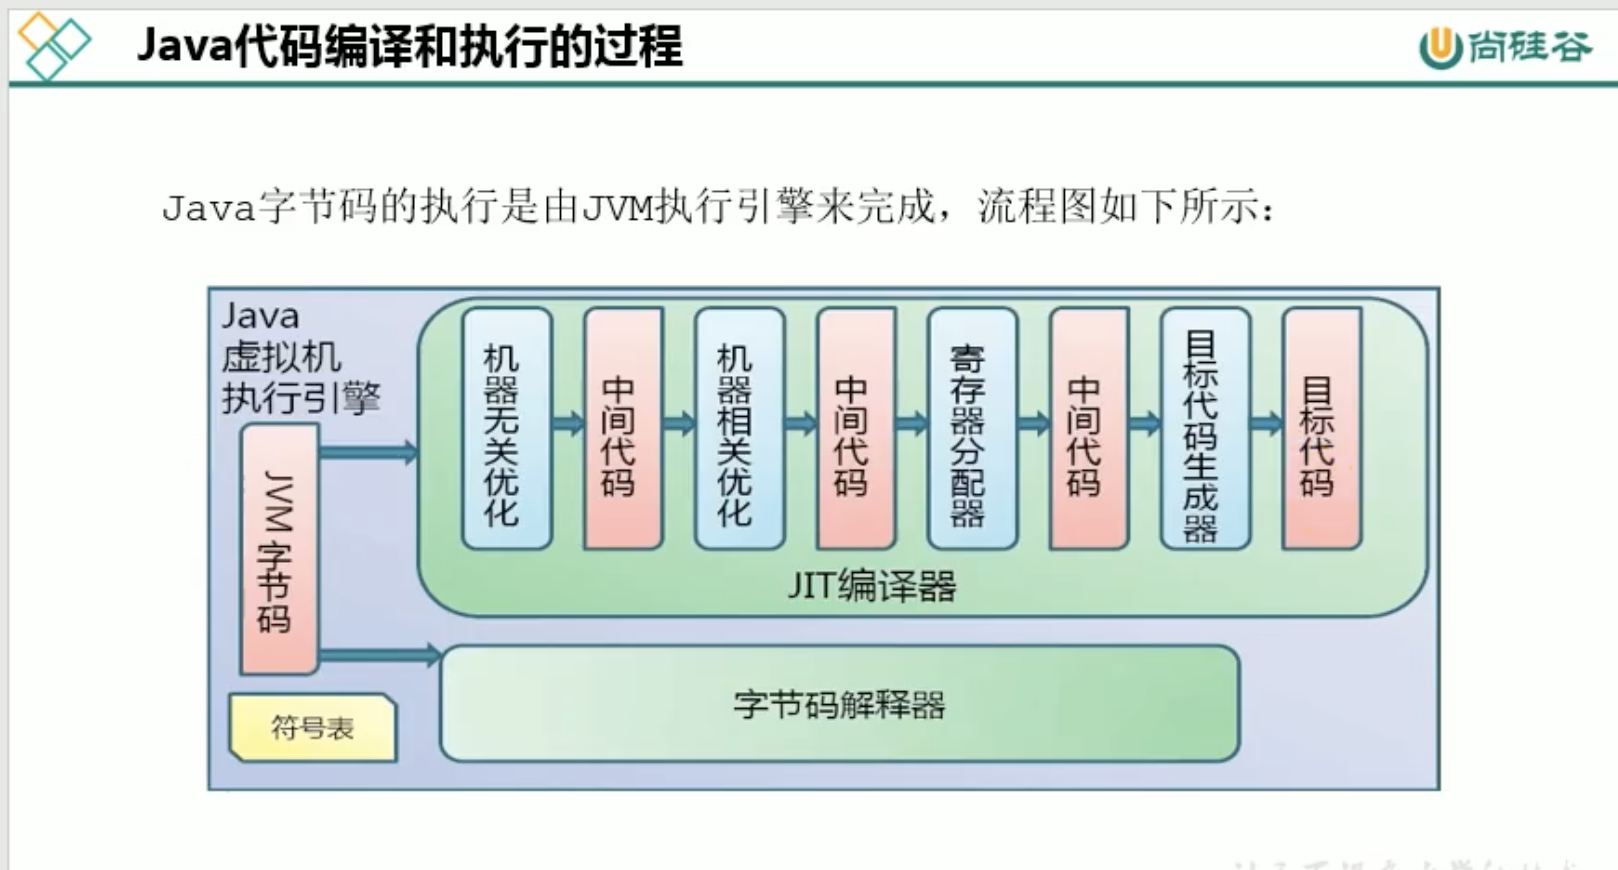 Java代码编译和执行的过程
尚硅谷
Java字节码的执行是由JVM执行引擎来完成，流程图如下所示：
Java
虚拟机
执行引擎
JVM字节码
符号表
机器无关优化
中间代码
机器相关优化
中间代码
寄存器分配器
中间代码
目标代码生成器
目标代码
JIT编译器
字节码解释器